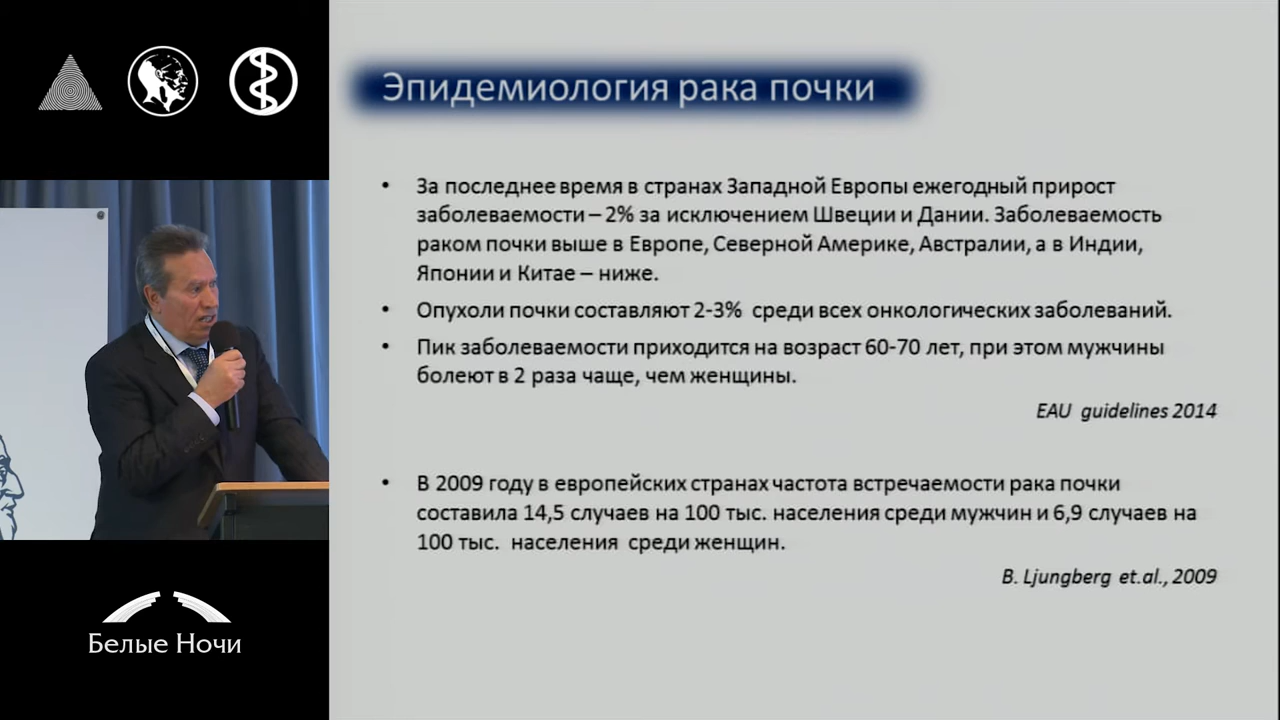 Эпидемиология рака почки
• За последнее время в странах Западной Европы ежегодный прирост
заболеваемости – 2% за исключением Швеции и Дании. Заболеваемость
раком почки выше в Европе, Северной Америке, Австралии, а в Индии,
Японии и Китае – ниже.
• Опухоли почки составляют 2-3% среди всех онкологических заболеваний.
• Пик заболеваемости приходится на возраст 60-70 лет, при этом мужчины
болеют в 2 раза чаще, чем женщины.
EAU guidelines 2014
• В 2009 году в европейских странах частота встречаемости рака почки
составила 14,5 случаев на 100 тыс. населения среди мужчин и 6,9 случаев на
100 тыс. населения среди женщин.
B. Ljungberg et.al., 2009
Белые Ночи